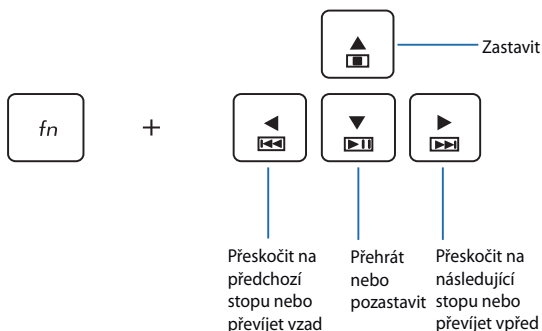 Zastavit
fn
+
Přeskočit na
předchozí
stopu nebo
převíjet vzad
Přehrát
nebo
pozastavit
Přeskočit na
následující
stopu nebo
převíjet vpřed